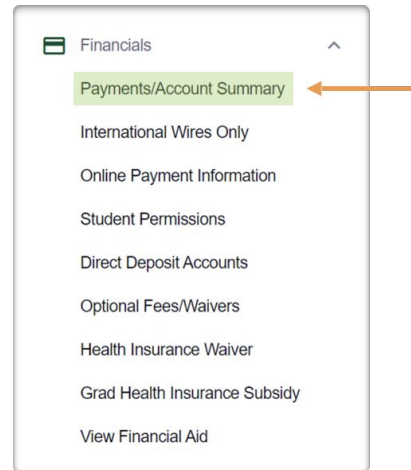 Financials
Payments/Account Summary
International Wires Only
Online Payment Information
Student Permissions
Direct Deposit Accounts
Optional Fees/Waivers
Health Insurance Waiver
Grad Health Insurance Subsidy
View Financial Aid